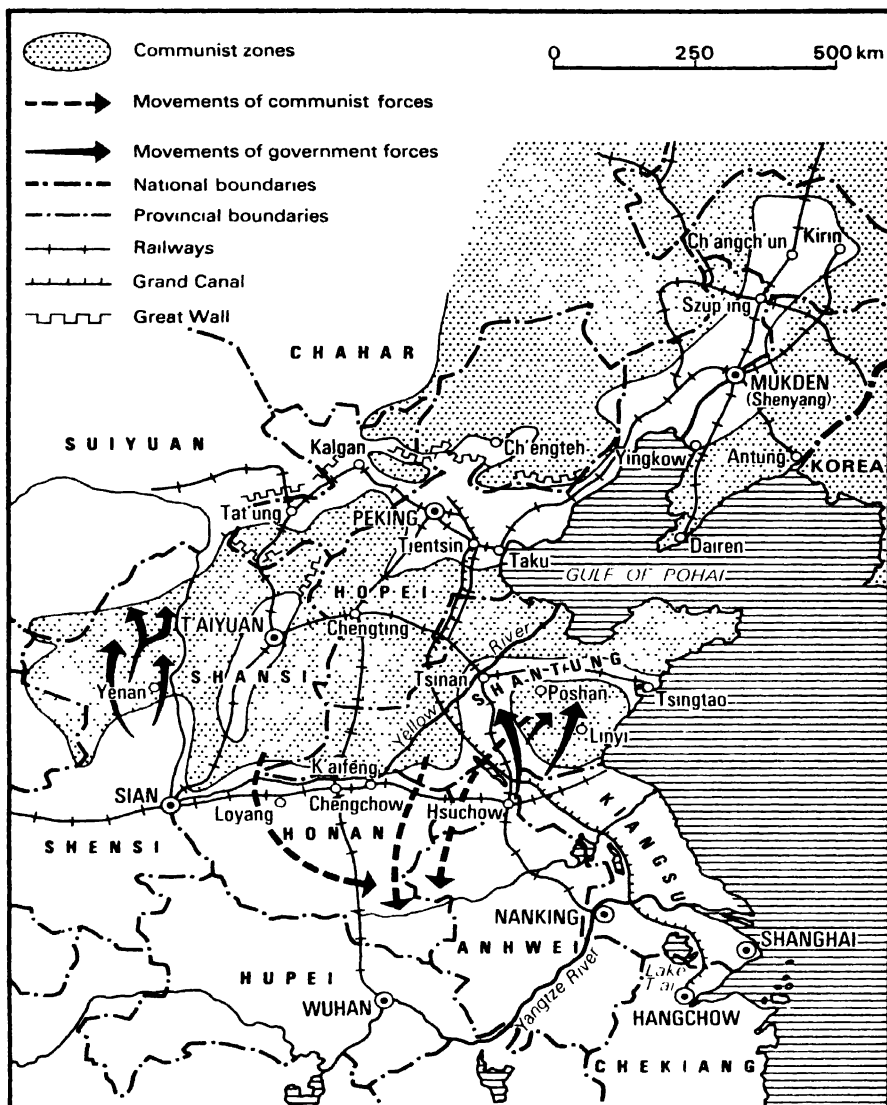 Communist zones
0 250 500 km
Movements of communist forces
Movements of government forces
National boundaries
Provincial boundaries
Railways
Grand Canal
Great Wall
Ch'angch'un
Kirin
Szup'ing
CHAHAR
MUKDEN
(Shenyang)
SUIYUAN
Kalgan
Ch'engteh
Yingkow
Antung
KOREA
Tat'ung
PEKING
Tientsin
Taku
Dairen
GULF OF POHAI
HOPEI
T'AIYUAN
Chengting
Yenan
SHANSI
Tsinan
Yellow River
SHANTUNG
Poshan
Tsingtao
Linyi
K'aifeng
SIAN
Loyang
Chengchow
Hsuchow
HONAN
SHENSI
KIANGSU
NANKING
ANHWEI
SHANGHAI
Lake
T'ai
HUPEI
WUHAN
Yangtze River
HANGCHOW
CHEKIANG